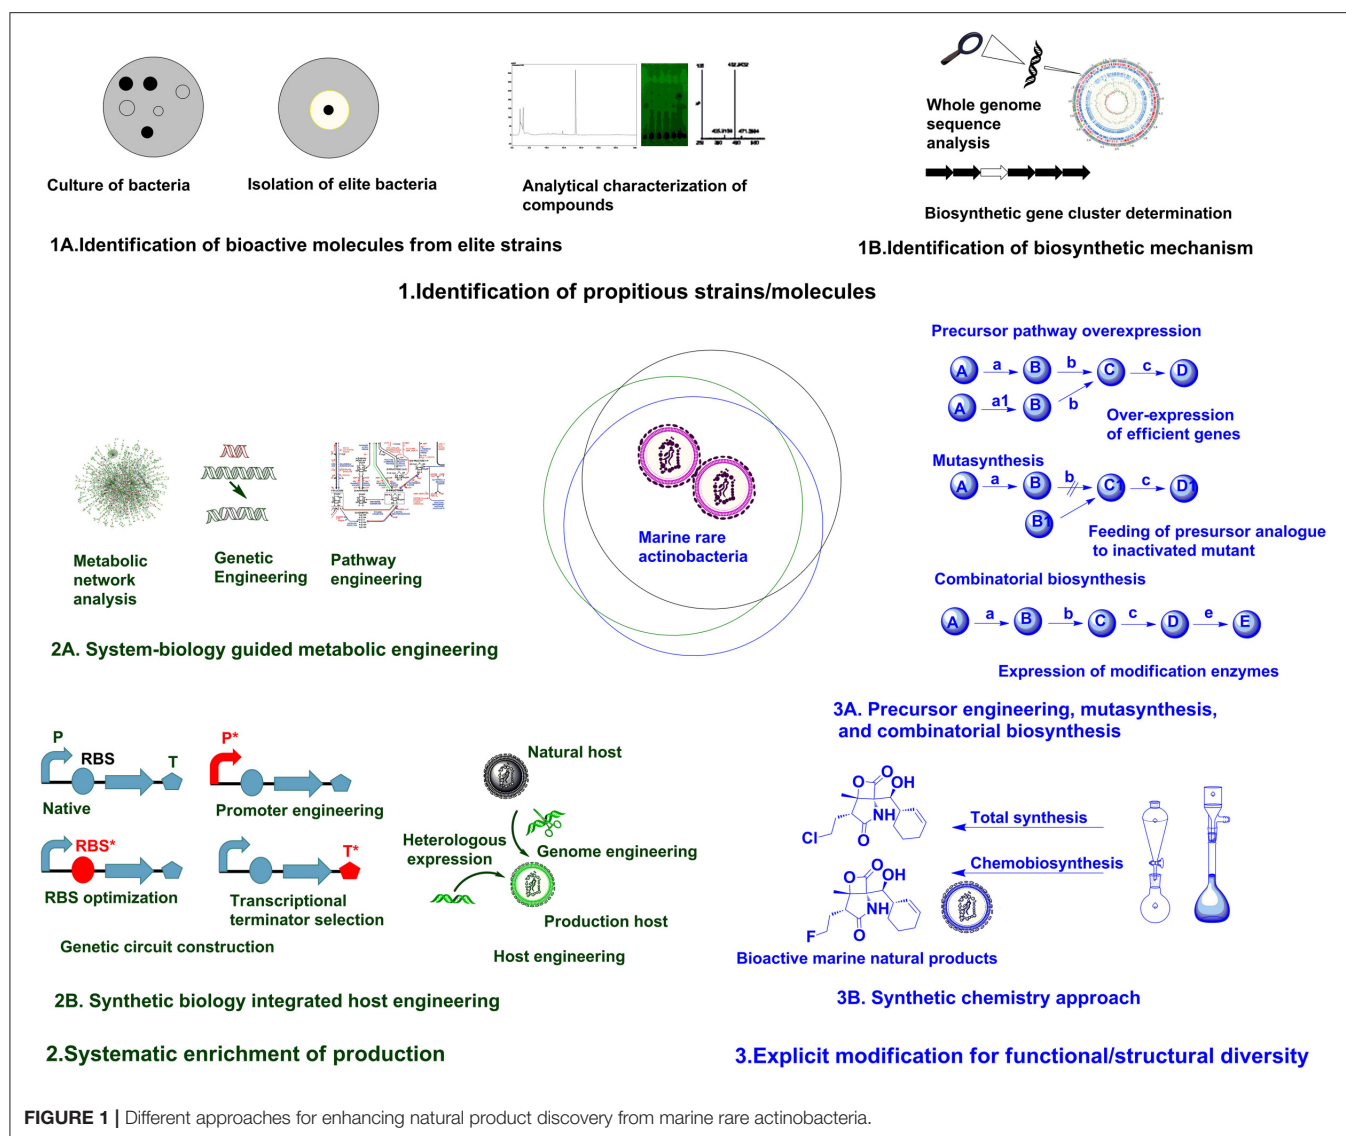 Culture of bacteria
Isolation of elite bacteria
Analytical characterization of
compounds
1A.Identification of bioactive molecules from elite strains
Whole genome
sequence
analysis
Biosynthetic gene cluster determination
1B.Identification of biosynthetic mechanism
1.Identification of propitious strains/molecules
Metabolic
network
analysis
Genetic
Engineering
Pathway
engineering
2A. System-biology guided metabolic engineering
Marine rare
actinobacteria
Precursor pathway overexpression
A a B b C c D
A a1 B b
Over-expression
of efficient genes
Mutasynthesis
A a B b C1 c D1
B1
Feeding of presursor analogue
to inactivated mutant
Combinatorial biosynthesis
A a B b C c D e E
Expression of modification enzymes
3A. Precursor engineering, mutasynthesis,
and combinatorial biosynthesis
P RBS T
Native
P*
Promoter engineering
RBS*
RBS optimization
T*
Transcriptional
terminator selection
Genetic circuit construction
Natural host
Heterologous
expression
Genome engineering
Production host
Host engineering
2B. Synthetic biology integrated host engineering
2.Systematic enrichment of production
O
O OH
NH
Cl O
Total synthesis
Chemobiosynthesis
O
O OH
NH
F O
Bioactive marine natural products
3B. Synthetic chemistry approach
3.Explicit modification for functional/structural diversity
FIGURE 1 | Different approaches for enhancing natural product discovery from marine rare actinobacteria.